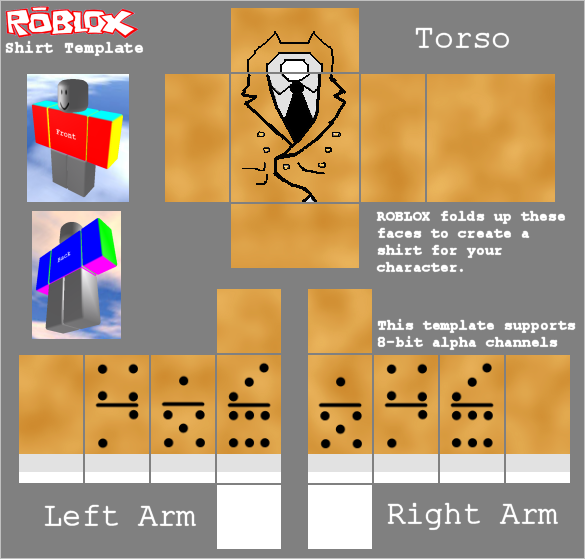 ROBLOX
Shirt Template
Torso
Front
Back
ROBLOX folds up these
faces to create a
shirt for your
character.
This template supports
8-bit alpha channels
Left Arm
Right Arm